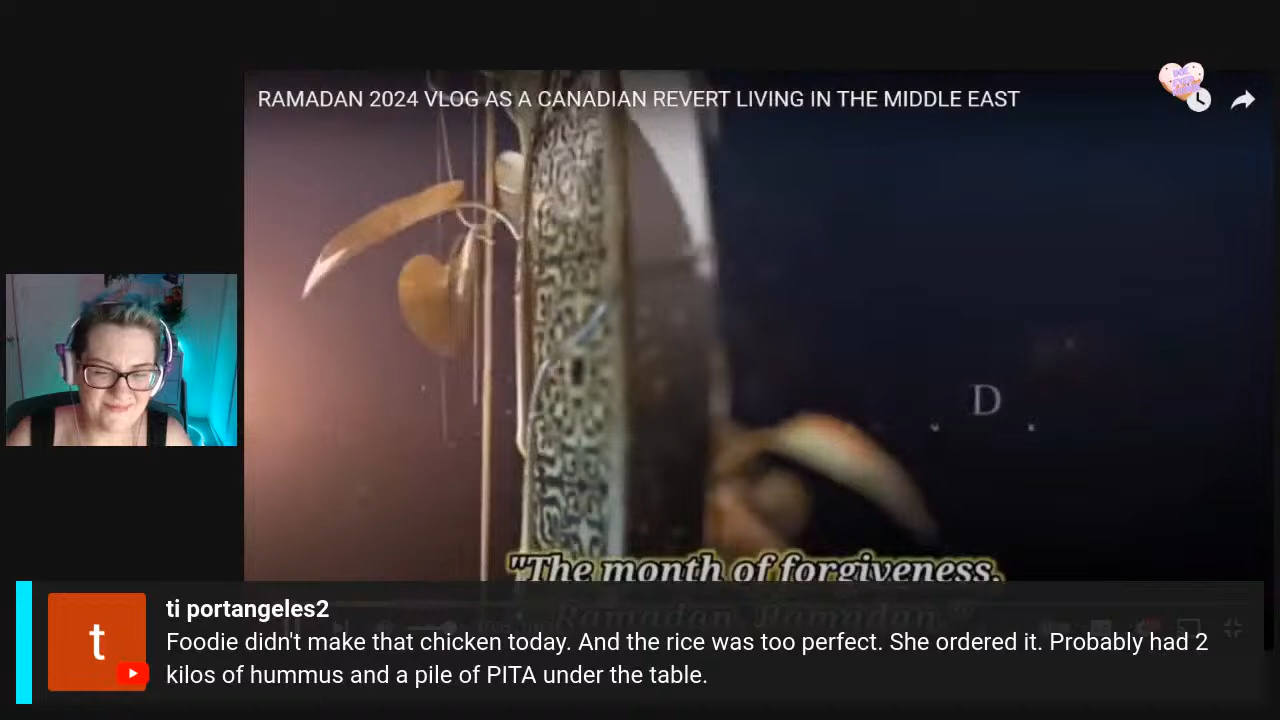 RAMADAN 2024 VLOG AS A CANADIAN REVERT LIVING IN THE MIDDLE EAST
D
"The month of forgiveness,
Ramadan, Ramadan."
ti portangeles2
t
Foodie didn't make that chicken today. And the rice was too perfect. She ordered it. Probably had 2
kilos of hummus and a pile of PITA under the table.